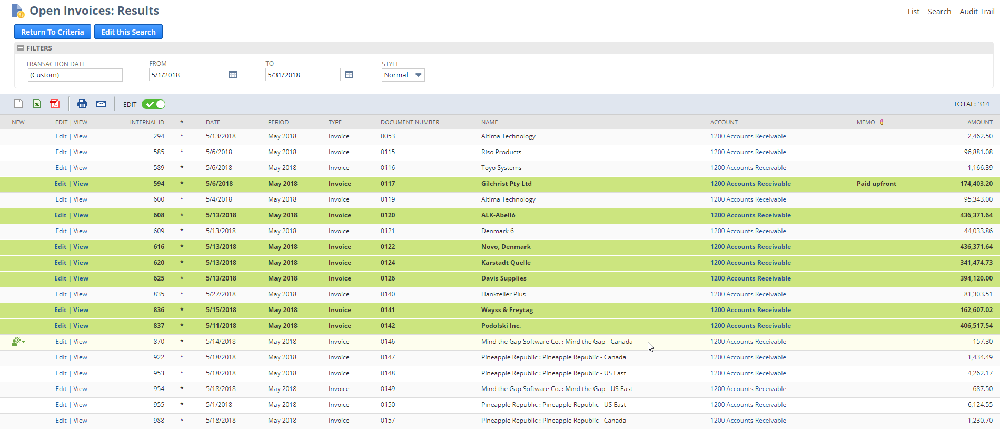 Open Invoices: Results
List Search Audit Trail
Return To Criteria Edit this Search
FILTERS
TRANSACTION DATE FROM TO STYLE
(Custom) 5/1/2018 5/31/2018 Normal
EDIT TOTAL: 314
NEW EDIT | VIEW INTERNAL ID * DATE PERIOD TYPE DOCUMENT NUMBER NAME ACCOUNT MEMO AMOUNT
Edit | View 294 * 5/13/2018 May 2018 Invoice 0053 Altima Technology 1200 Accounts Receivable 2,462.50
Edit | View 585 * 5/6/2018 May 2018 Invoice 0115 Riso Products 1200 Accounts Receivable 96,881.08
Edit | View 589 * 5/6/2018 May 2018 Invoice 0116 Toyo Systems 1200 Accounts Receivable 1,166.39
Edit | View 594 * 5/6/2018 May 2018 Invoice 0117 Gilchrist Pty Ltd 1200 Accounts Receivable Paid upfront 174,403.20
Edit | View 600 * 5/4/2018 May 2018 Invoice 0119 Altima Technology 1200 Accounts Receivable 95,343.00
Edit | View 608 * 5/13/2018 May 2018 Invoice 0120 ALK-Abelló 1200 Accounts Receivable 436,371.64
Edit | View 609 * 5/13/2018 May 2018 Invoice 0121 Denmark 6 1200 Accounts Receivable 44,033.86
Edit | View 616 * 5/13/2018 May 2018 Invoice 0122 Novo, Denmark 1200 Accounts Receivable 436,371.64
Edit | View 620 * 5/13/2018 May 2018 Invoice 0124 Karstadt Quelle 1200 Accounts Receivable 341,474.73
Edit | View 625 * 5/13/2018 May 2018 Invoice 0126 Davis Supplies 1200 Accounts Receivable 394,120.00
Edit | View 835 * 5/27/2018 May 2018 Invoice 0140 Hankteller Plus 1200 Accounts Receivable 81,303.51
Edit | View 836 * 5/15/2018 May 2018 Invoice 0141 Wayss & Freytag 1200 Accounts Receivable 162,607.02
Edit | View 837 * 5/11/2018 May 2018 Invoice 0142 Podolski Inc. 1200 Accounts Receivable 406,517.54
Edit | View 870 * 5/14/2018 May 2018 Invoice 0146 Mind the Gap Software Co. : Mind the Gap - Canada 1200 Accounts Receivable 157.30
Edit | View 922 * 5/18/2018 May 2018 Invoice 0147 Pineapple Republic : Pineapple Republic - Canada 1200 Accounts Receivable 1,434.49
Edit | View 953 * 5/18/2018 May 2018 Invoice 0148 Pineapple Republic : Pineapple Republic - US East 1200 Accounts Receivable 4,262.17
Edit | View 954 * 5/18/2018 May 2018 Invoice 0149 Mind the Gap Software Co. : Mind the Gap - US East 1200 Accounts Receivable 687.50
Edit | View 955 * 5/1/2018 May 2018 Invoice 0150 Pineapple Republic : Pineapple Republic - US East 1200 Accounts Receivable 6,124.55
Edit | View 988 * 5/18/2018 May 2018 Invoice 0157 Pineapple Republic : Pineapple Republic - Canada 1200 Accounts Receivable 1,230.70